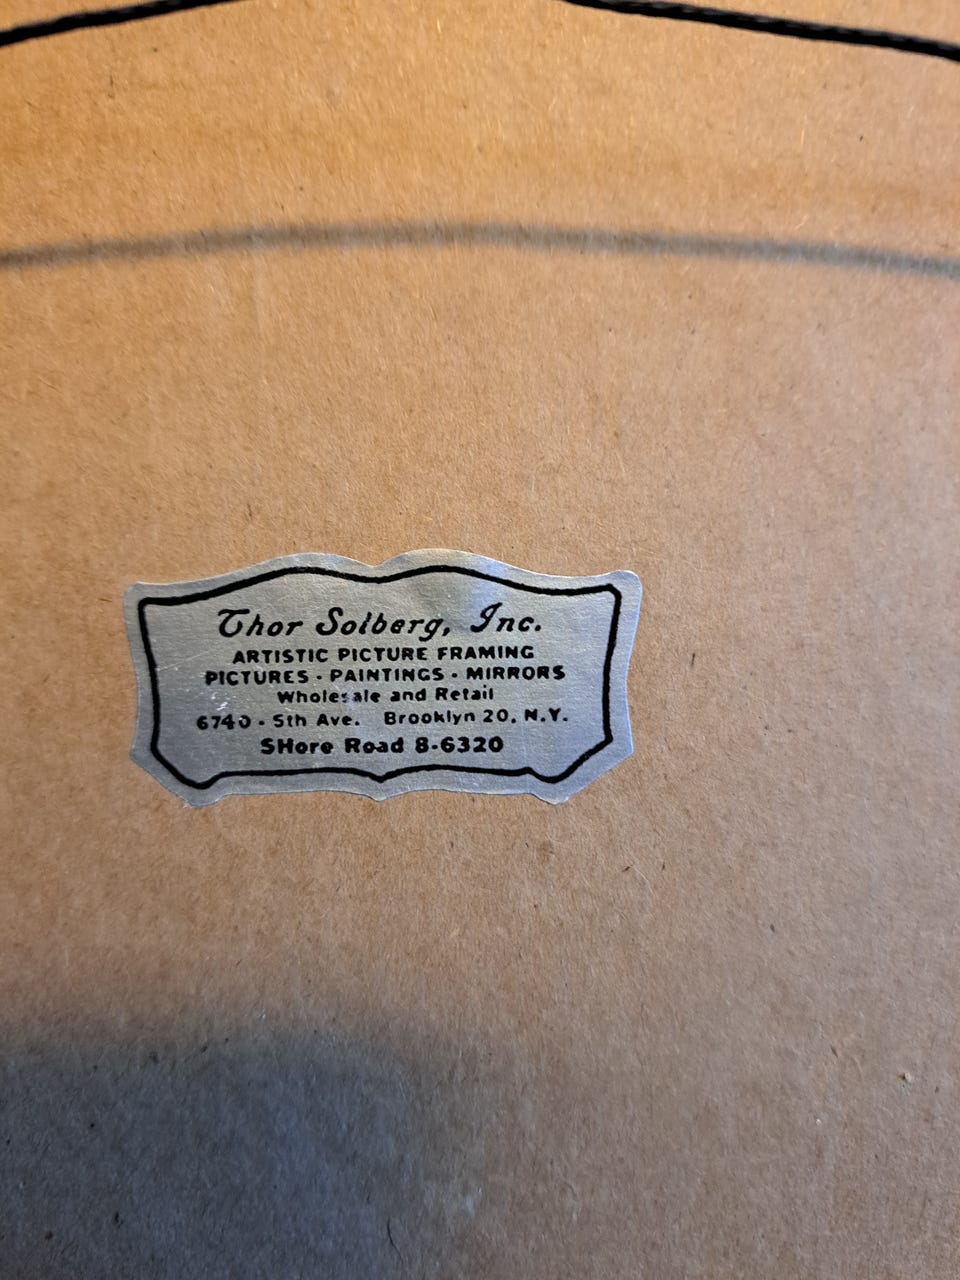 Thor Solberg, Inc.
ARTISTIC PICTURE FRAMING
PICTURES - PAINTINGS - MIRRORS
Wholesale and Retail
6740 - 5th Ave. Brooklyn 20, N.Y.
SHore Road 8-6320